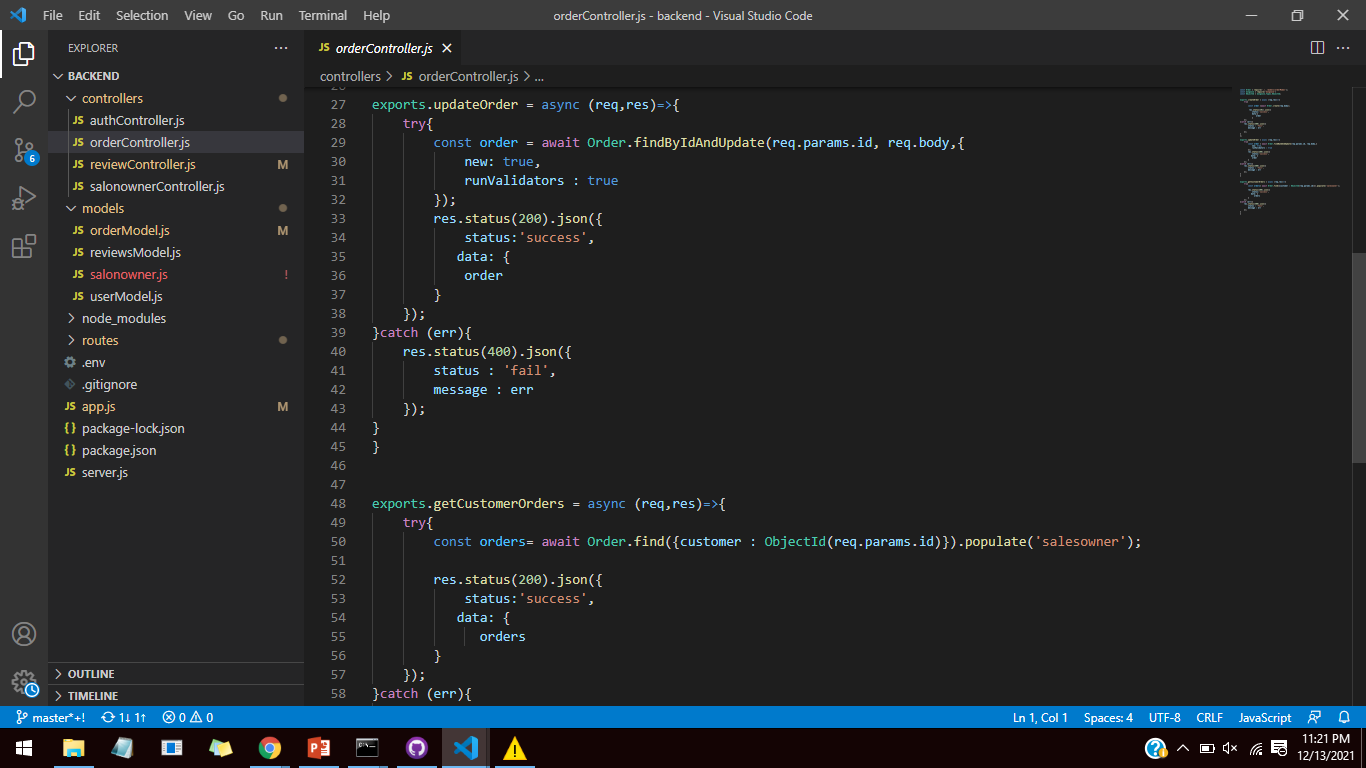 File Edit Selection View Go Run Terminal Help
orderController.js - backend - Visual Studio Code
EXPLORER
BACKEND
controllers
JS authController.js
JS orderController.js
JS reviewController.js M
JS salonownerController.js
models
JS orderModel.js M
JS reviewsModel.js
JS salonowner.js !
JS userModel.js
node_modules
routes
.env
.gitignore
JS app.js M
{} package-lock.json
{} package.json
JS server.js
OUTLINE
TIMELINE
6
JS orderController.js
controllers > JS orderController.js > ...
27 exports.updateOrder = async (req,res)=>{
28 try{
29 const order = await Order.findByIdAndUpdate(req.params.id, req.body,{
30 new: true,
31 runValidators : true
32 });
33 res.status(200).json({
34 status:'success',
35 data: {
36 order
37 }
38 });
39 }catch (err){
40 res.status(400).json({
41 status : 'fail',
42 message : err
43 });
44 }
45 }
46
47
48 exports.getCustomerOrders = async (req,res)=>{
49 try{
50 const orders= await Order.find({customer : ObjectId(req.params.id)}).populate('salesowner');
51
52 res.status(200).json({
53 status:'success',
54 data: {
55 orders
56 }
57 });
58 }catch (err){
master*+! 1↓ 1↑ 0 0
Ln 1, Col 1 Spaces: 4 UTF-8 CRLF JavaScript
11:21 PM
12/13/2021